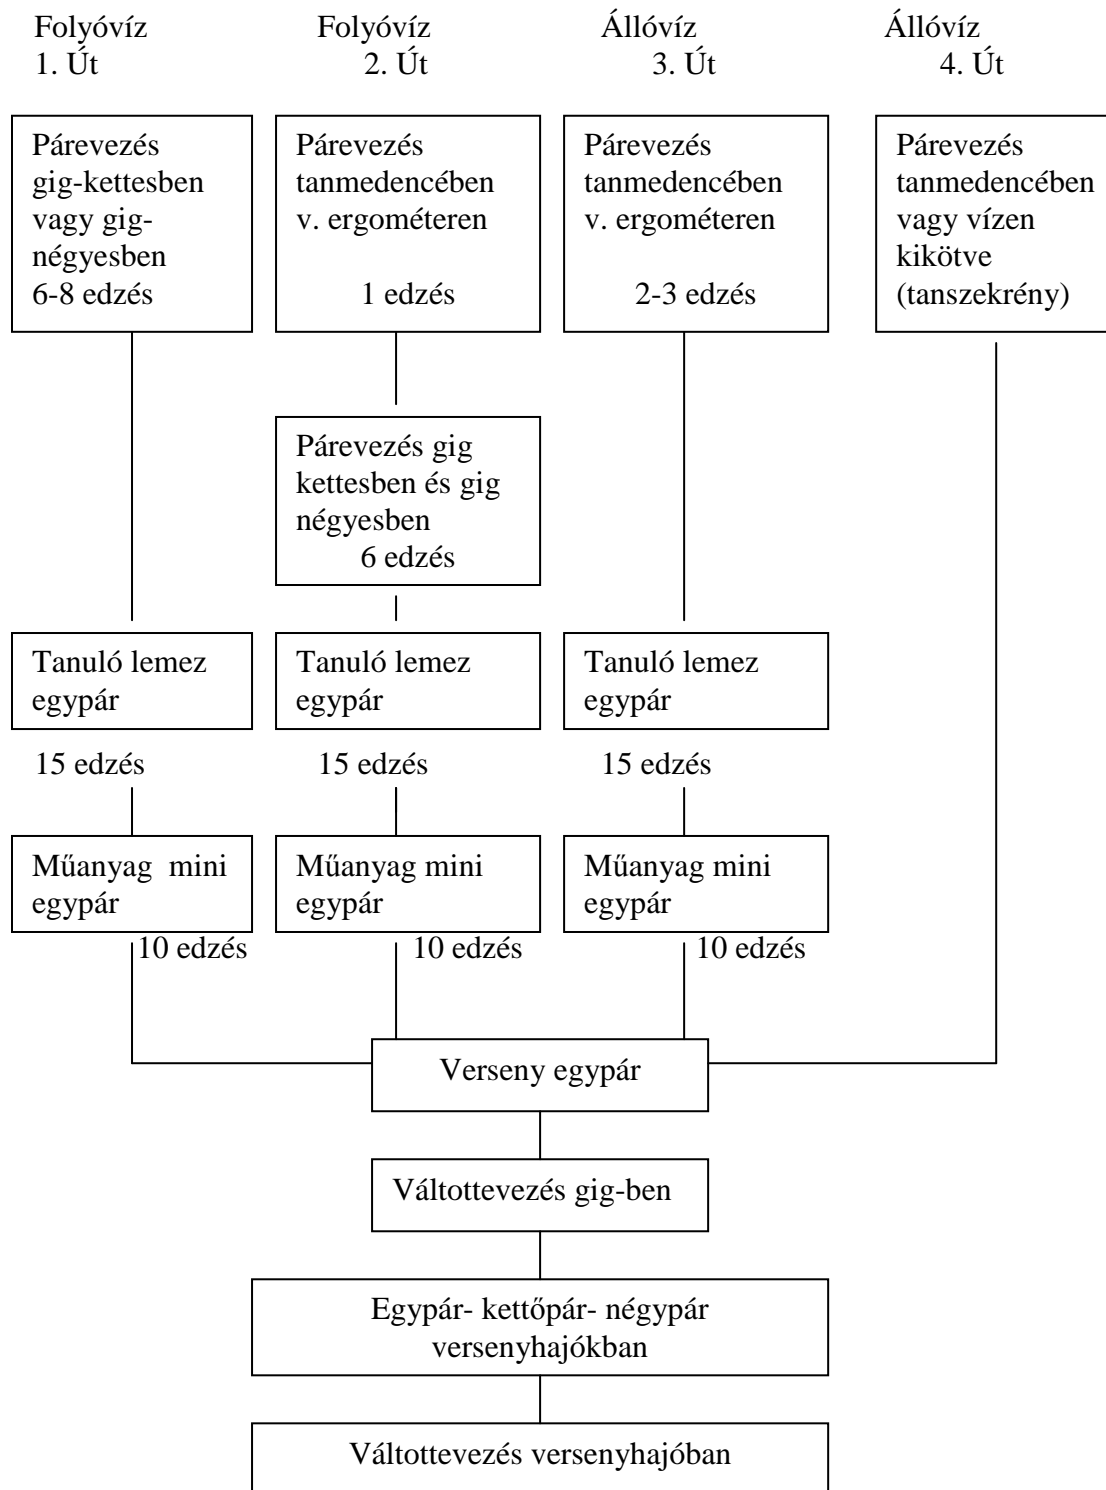 Folyóvíz
1. Út
Folyóvíz
2. Út
Állóvíz
3. Út
Állóvíz
4. Út
Párevezés
gig-kettesben
vagy gig-
négyesben
6-8 edzés
Párevezés
tanmedencében
v. ergométeren
1 edzés
Párevezés
tanmedencében
v. ergométeren
2-3 edzés
Párevezés
tanmedencében
vagy vízen
kikötve
(tanszekrény)
Párevezés gig
kettesben és gig
négyesben
6 edzés
Tanuló lemez
egypár
Tanuló lemez
egypár
Tanuló lemez
egypár
15 edzés
15 edzés
15 edzés
Műanyag  mini
egypár
Műanyag mini
egypár
Műanyag mini
egypár
10 edzés
10 edzés
10 edzés
Verseny egypár
Váltottevezés gig-ben
Egypár- kettőpár- négypár
versenyhajókban
Váltottevezés versenyhajóban